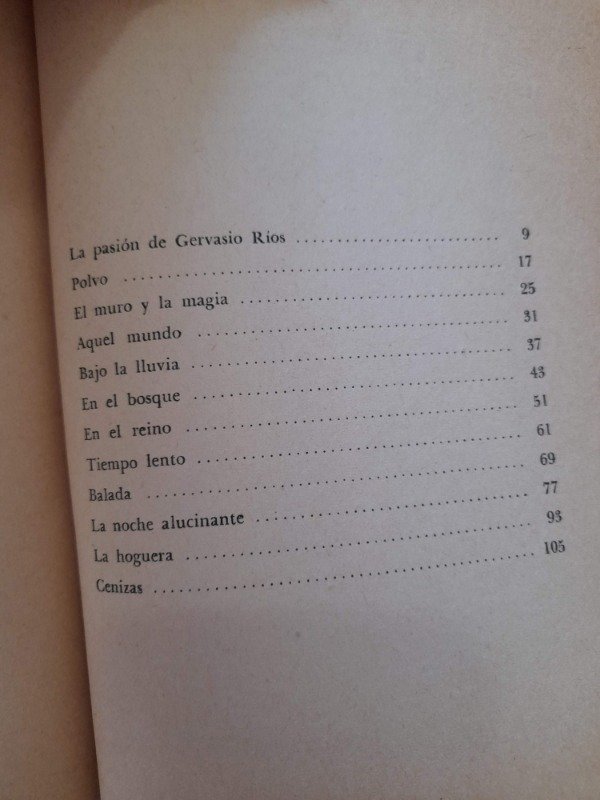 La pasión de Gervasio Ríos ............................ 9
Polvo .................................................... 17
El muro y la magia .................................... 25
Aquel mundo .......................................... 31
Bajo la lluvia ........................................... 37
En el bosque ........................................... 43
En el reino .............................................. 51
Tiempo lento ........................................... 61
Balada ................................................... 69
La noche alucinante .................................... 77
La hoguera ............................................. 93
Cenizas .................................................. 105